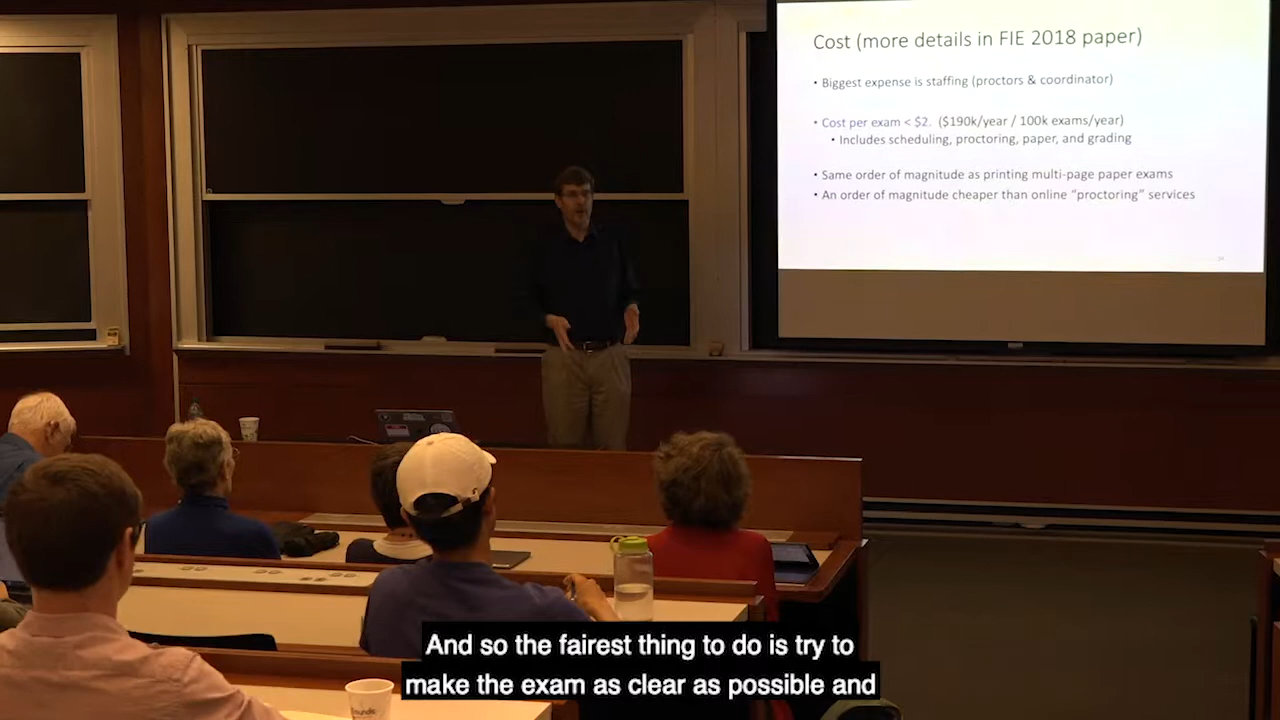 Cost (more details in FIE 2018 paper)
• Biggest expense is staffing (proctors & coordinator)
• Cost per exam < $2. ($190k/year / 100k exams/year)
• Includes scheduling, proctoring, paper, and grading
• Same order of magnitude as printing multi-page paper exams
• An order of magnitude cheaper than online “proctoring” services
And so the fairest thing to do is try to
make the exam as clear as possible and